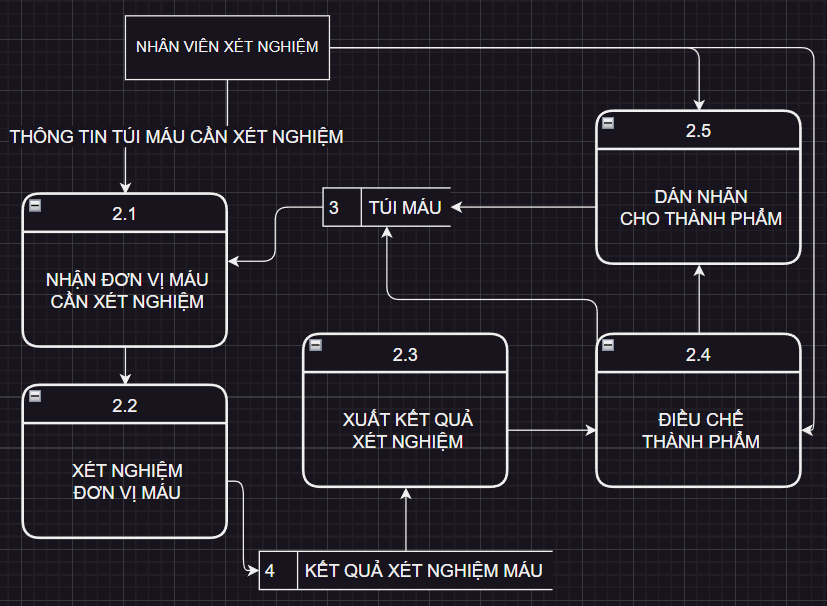 NHÂN VIÊN XÉT NGHIỆM
THÔNG TIN TÚI MÁU CẦN XÉT NGHIỆM
2.5
DÁN NHÃN
CHO THÀNH PHẨM
3
TÚI MÁU
2.1
NHẬN ĐƠN VỊ MÁU
CẦN XÉT NGHIỆM
2.3
XUẤT KẾT QUẢ
XÉT NGHIỆM
2.4
ĐIỀU CHẾ
THÀNH PHẨM
2.2
XÉT NGHIỆM
ĐƠN VỊ MÁU
4
KẾT QUẢ XÉT NGHIỆM MÁU